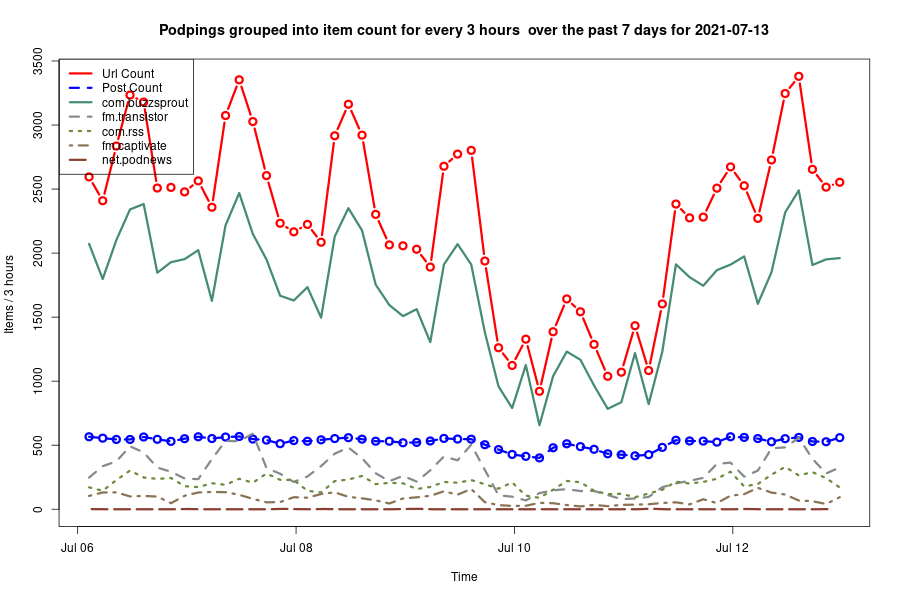 Podpings grouped into item count for every 3 hours over the past 7 days for 2021-07-13
Url Count
Post Count
com.buzzsprout
fm.transistor
com.rss
fm.captivate
net.podnews
Items / 3 hours
3500
3000
2500
2000
1500
1000
500
0
Jul 06
Jul 08
Jul 10
Jul 12
Time